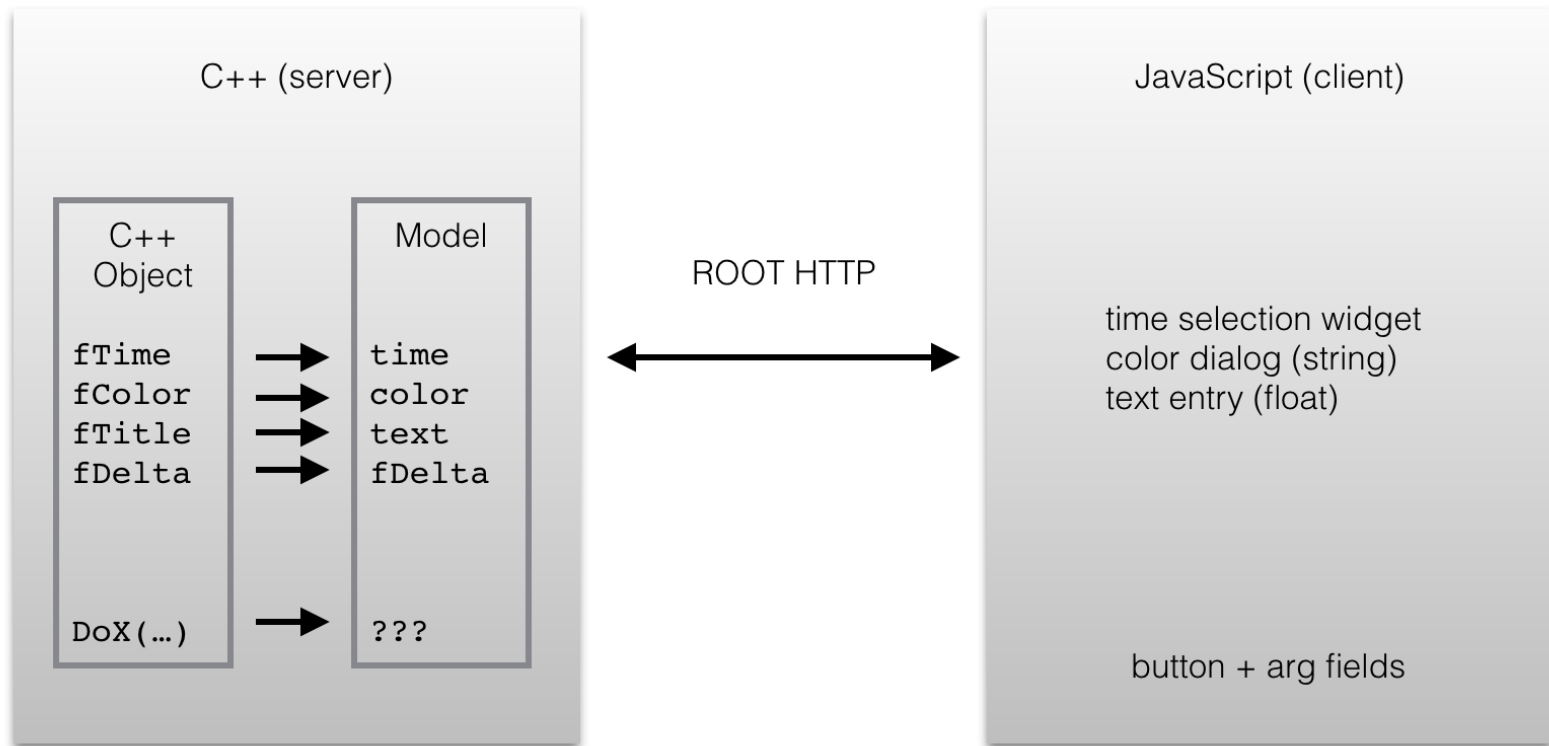 C++ (server)
C++
Object
fTime
fColor
fTitle
fDelta
DoX(…)
Model
time
color
text
fDelta
???
ROOT HTTP
JavaScript (client)
time selection widget
color dialog (string)
text entry (float)
button + arg fields